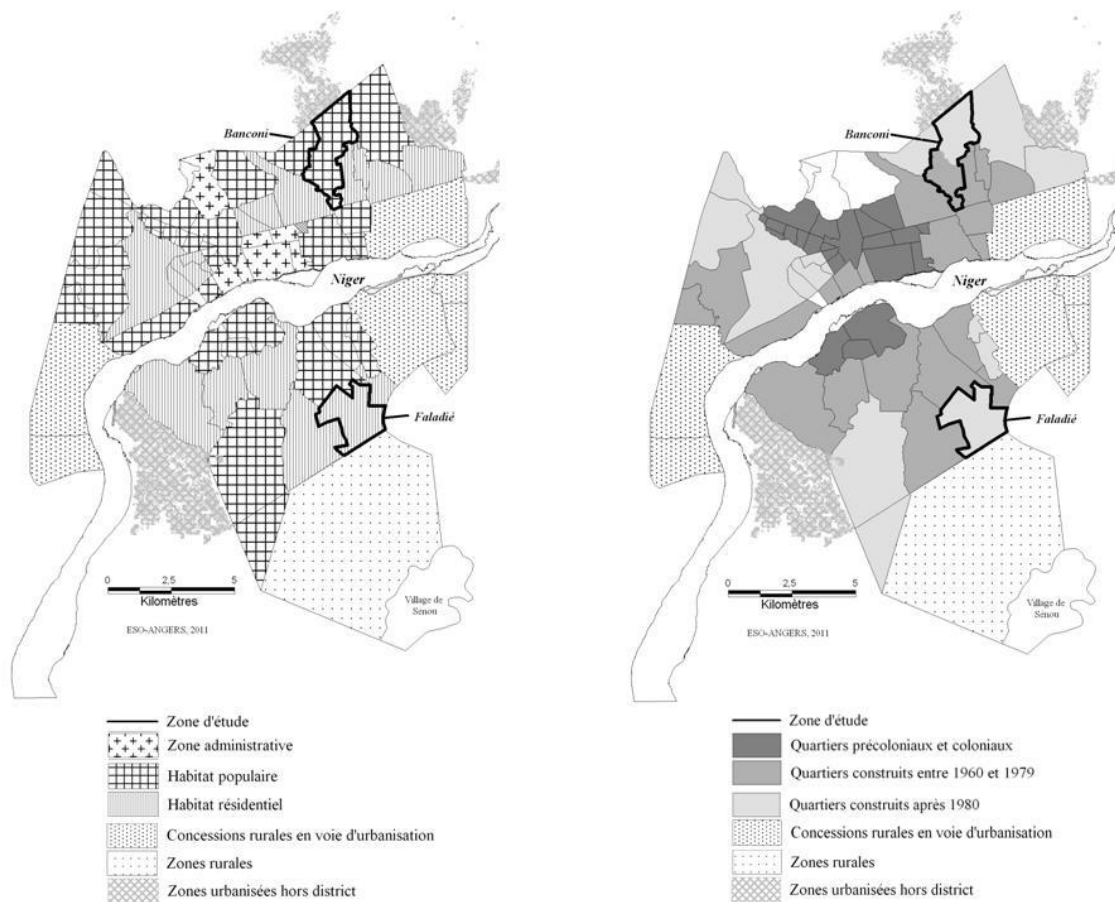 Banconi
Niger
Faladié
0 2,5 5
Kilomètres
ESO-ANGERS, 2011
Village de
Sénou
Zone d'étude
Zone administrative
Habitat populaire
Habitat résidentiel
Concessions rurales en voie d'urbanisation
Zones rurales
Zones urbanisées hors district
Banconi
Niger
Faladié
0 2,5 5
Kilomètres
ESO-ANGERS, 2011
Village de
Sénou
Zone d'étude
Quartiers précoloniaux et coloniaux
Quartiers construits entre 1960 et 1979
Quartiers construits après 1980
Concessions rurales en voie d'urbanisation
Zones rurales
Zones urbanisées hors district